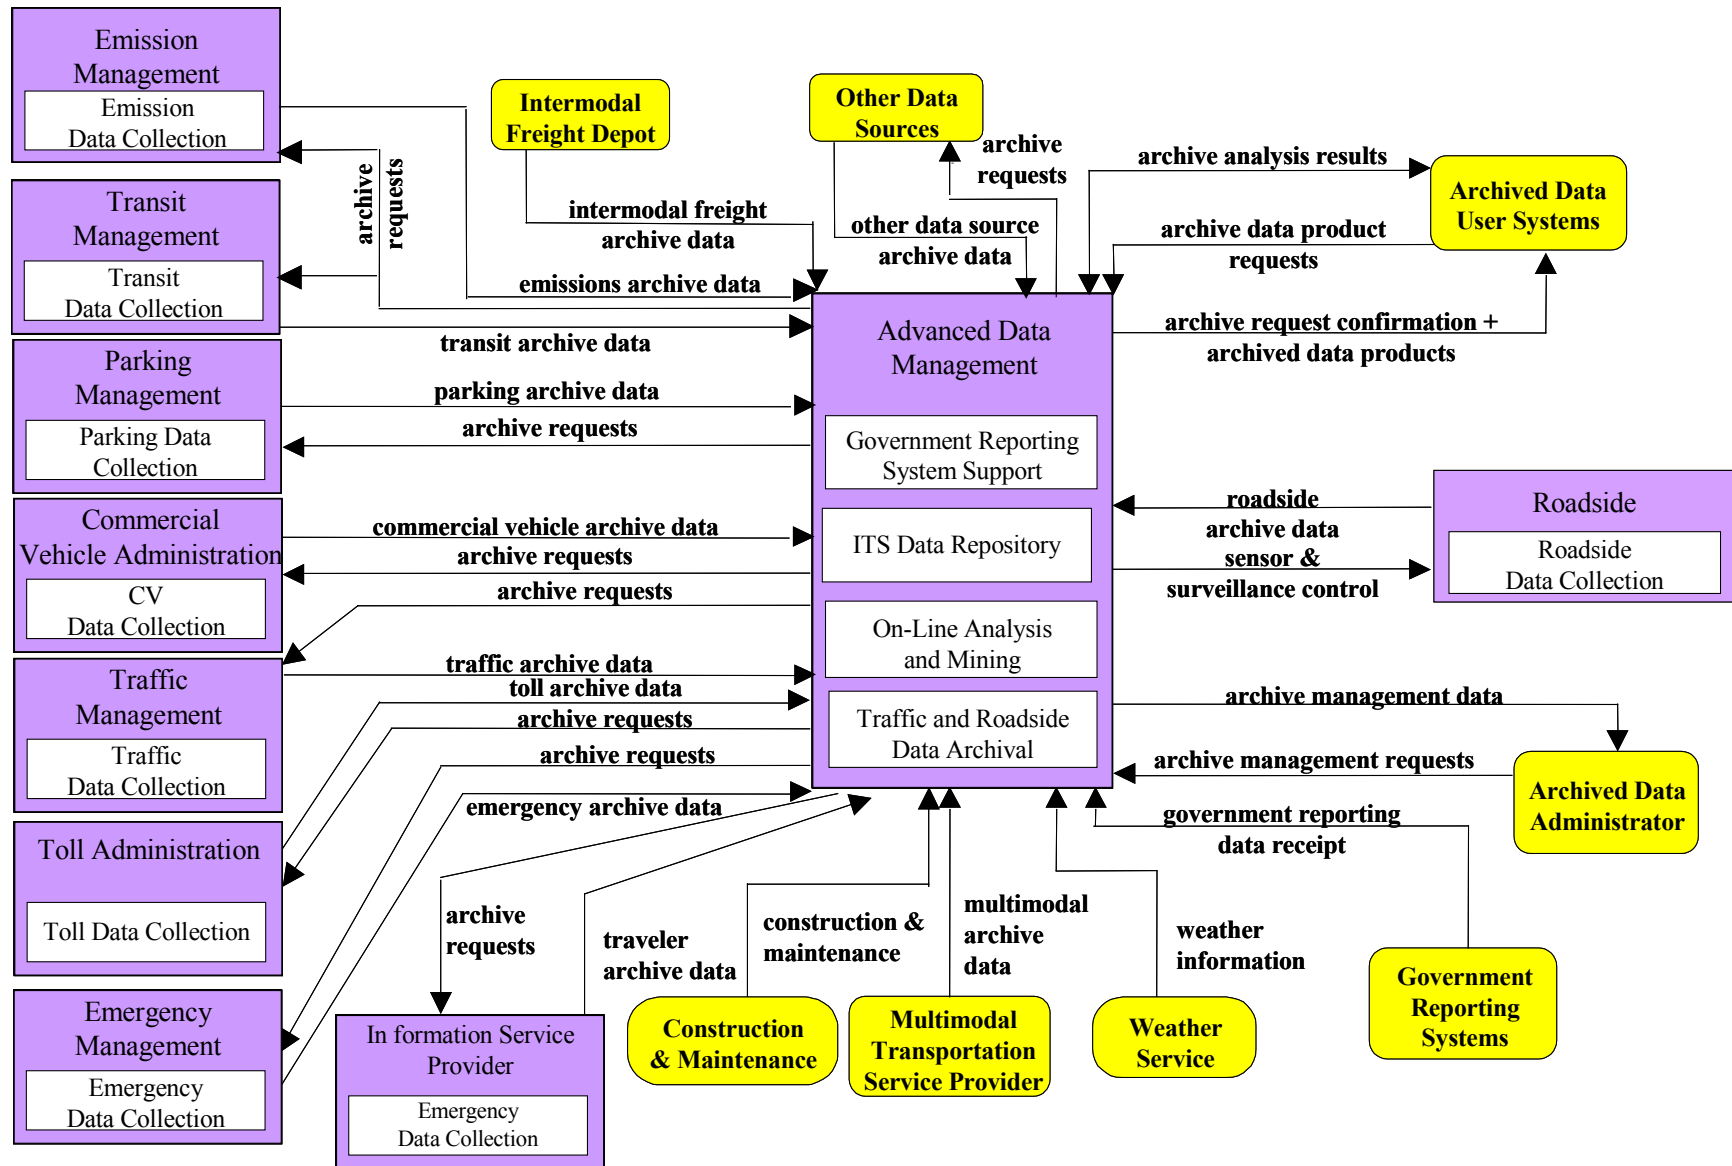 Emission
Management
Emission
Data Collection
Transit
Management
Transit
Data Collection
Parking
Management
Parking Data
Collection
Commercial
Vehicle Administration
CV
Data Collection
Traffic
Management
Traffic
Data Collection
Toll Administration
Toll Data Collection
Emergency
Management
Emergency
Data Collection
archive
requests
Intermodal
Freight Depot
intermodal freight
archive data
emissions archive data
transit archive data
parking archive data
archive requests
commercial vehicle archive data
archive requests
archive requests
traffic archive data
toll archive data
archive requests
archive requests
emergency archive data
Other Data
Sources
archive
requests
other data source
archive data
Advanced Data
Management
Government Reporting
System Support
ITS Data Repository
On-Line Analysis
and Mining
Traffic and Roadside
Data Archival
archive analysis results
Archived Data
User Systems
archive data product
requests
archive request confirmation +
archived data products
roadside
archive data
sensor &
surveillance control
Roadside
Roadside
Data Collection
archive management data
archive management requests
Archived Data
Administrator
government reporting
data receipt
archive
requests
traveler
archive data
construction &
maintenance
multimodal
archive
data
weather
information
In formation Service
Provider
Emergency
Data Collection
Construction
& Maintenance
Multimodal
Transportation
Service Provider
Weather
Service
Government
Reporting
Systems